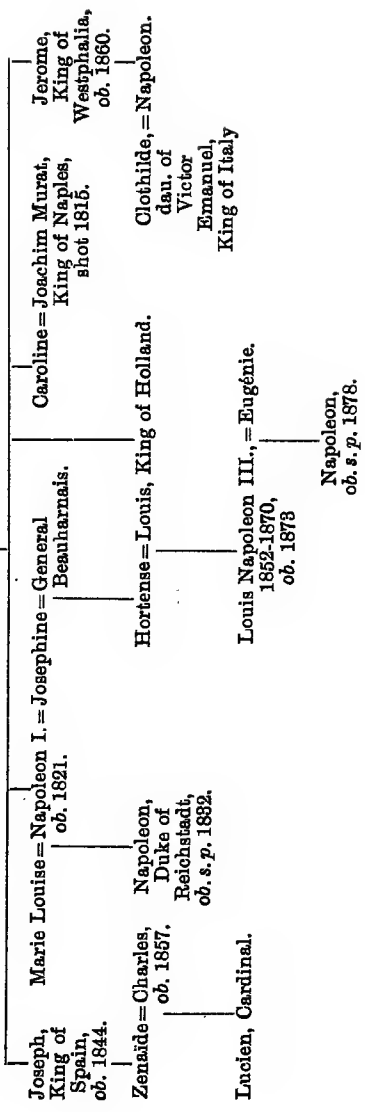 Joseph,
King of
Spain,
ob. 1844.
Marie Louise=Napoleon I.=Josephine=General
ob. 1821.
Beauharnais.
Caroline=Joachim Murat,
King of Naples,
shot 1815.
Jerome,
King of
Westphalia,
ob. 1860.
Zenaïde=Charles,
ob. 1857.
Napoleon,
Duke of
Reichstadt,
ob. s. p. 1832.
Hortense=Louis, King of Holland.
Clothilde,=Napoleon.
dau. of
Victor
Emanuel,
King of Italy
Lucien, Cardinal.
Louis Napoleon III.,=Eugénie.
1852-1870,
ob. 1873
Napoleon,
ob. s. p. 1878.